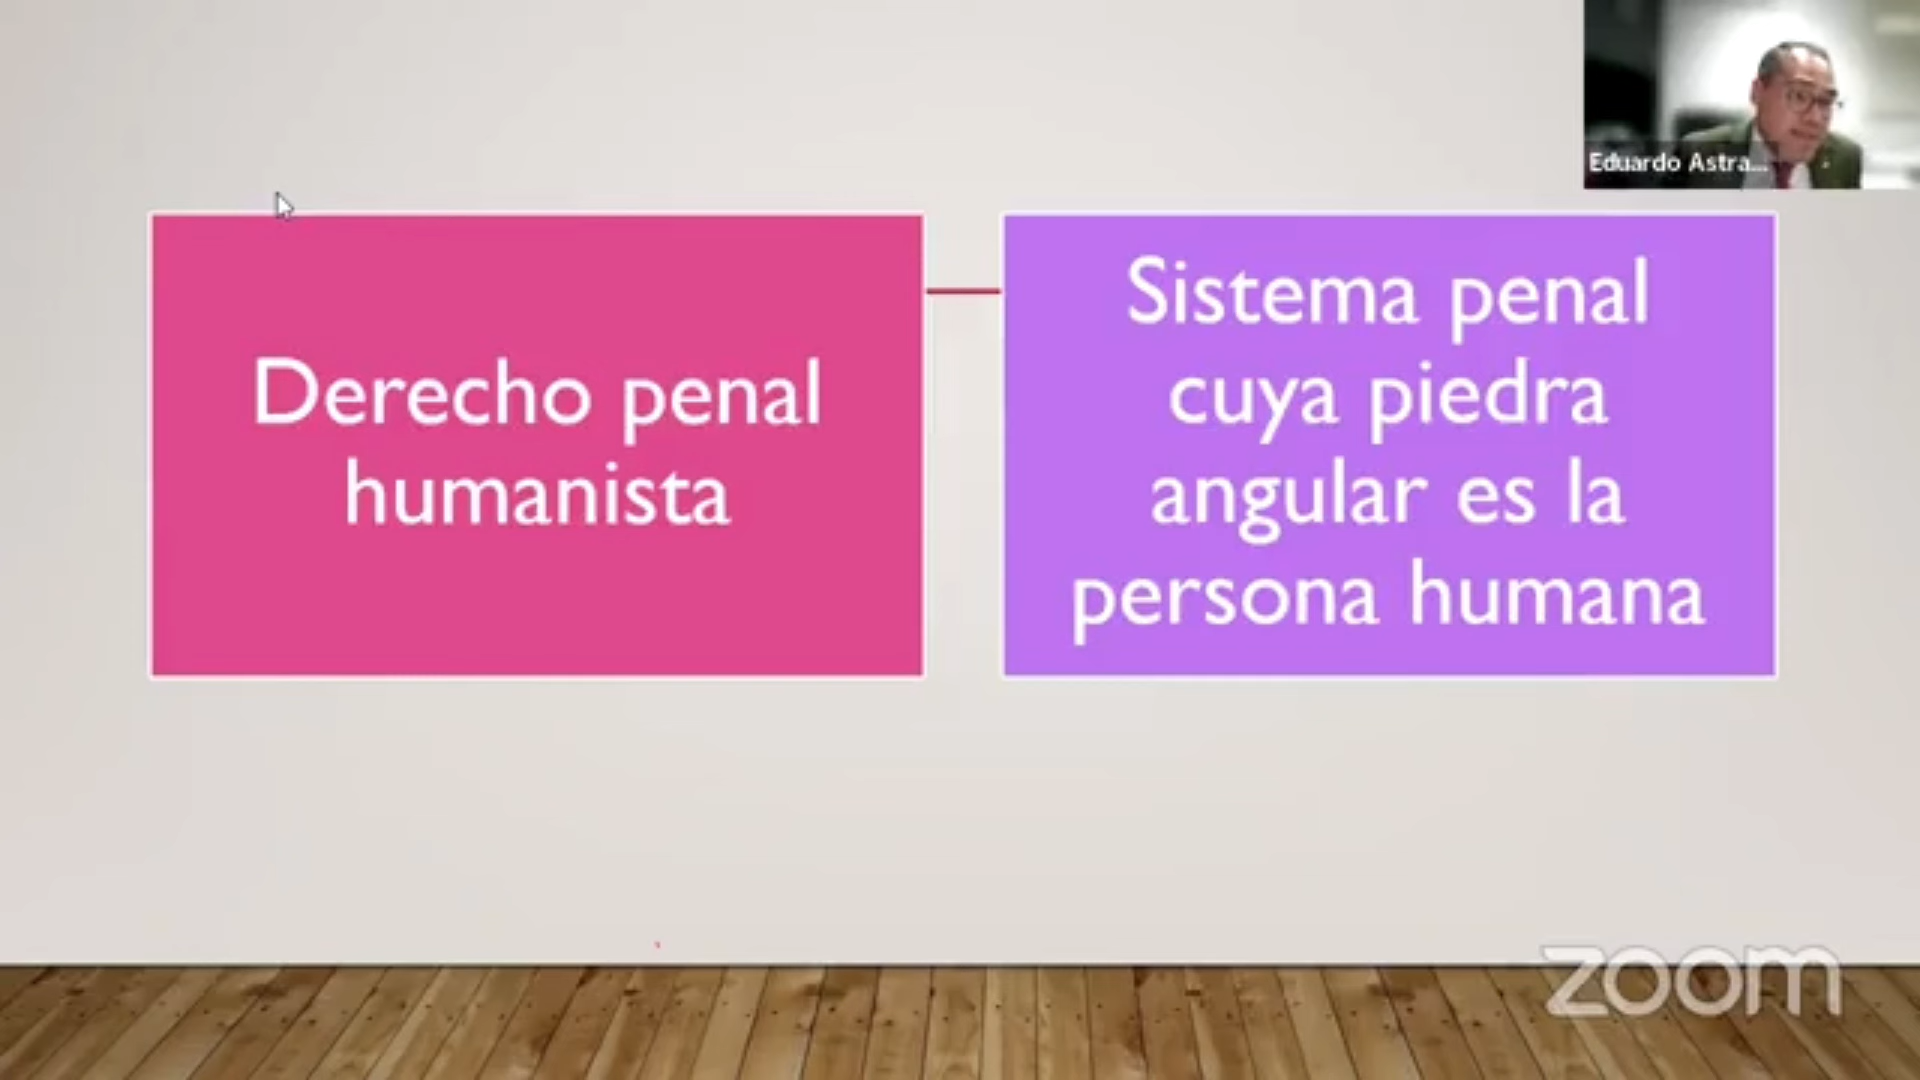 Eduardo Astra...
Derecho penal
humanista
Sistema penal
cuya piedra
angular es la
persona humana
zoom